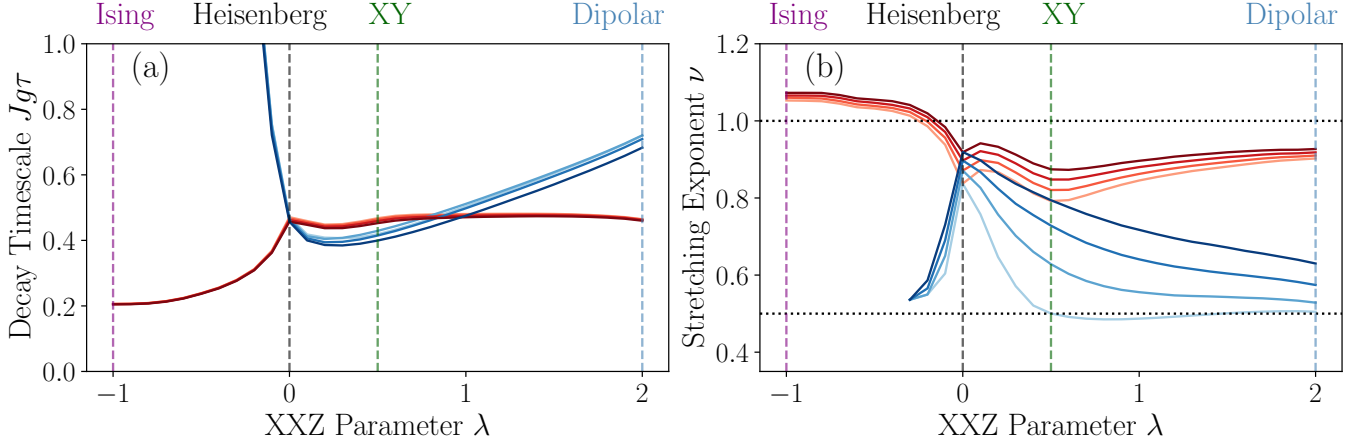 Ising Heisenberg XY Dipolar
(a)
1.0
0.8
0.6
0.4
0.2
0.0
Decay Timescale Jgτ
−1 0 1 2
XXZ Parameter λ
Ising Heisenberg XY Dipolar
(b)
1.2
1.0
0.8
0.6
0.4
Stretching Exponent ν
−1 0 1 2
XXZ Parameter λ